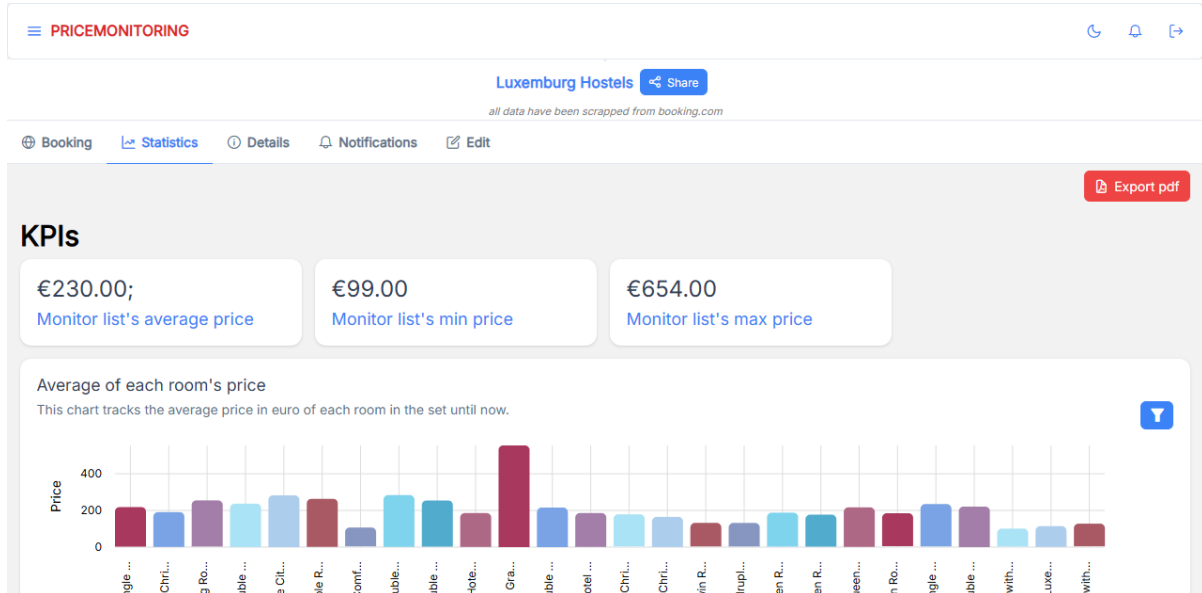 PRICEMONITORING
Luxemburg Hostels Share
all data have been scrapped from booking.com
Booking Statistics Details Notifications Edit
Export pdf
KPIs
€230.00; €99.00 €654.00
Monitor list's average price Monitor list's min price Monitor list's max price
Average of each room's price
This chart tracks the average price in euro of each room in the set until now.
Price
400
200
0